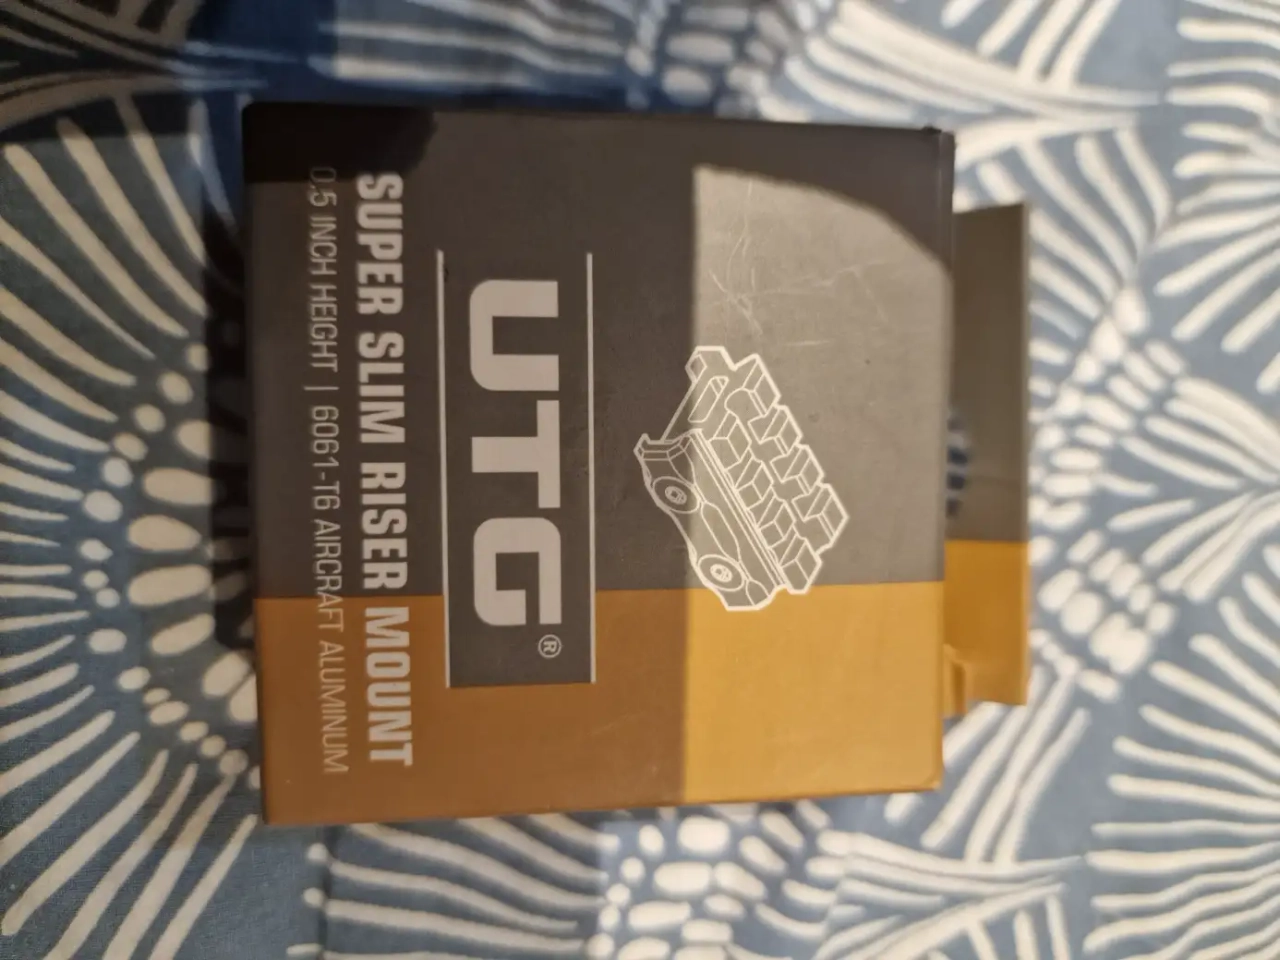 UTG®
SUPER SLIM RISER MOUNT
0.5 INCH HEIGHT | 6061-T6 AIRCRAFT ALUMINUM